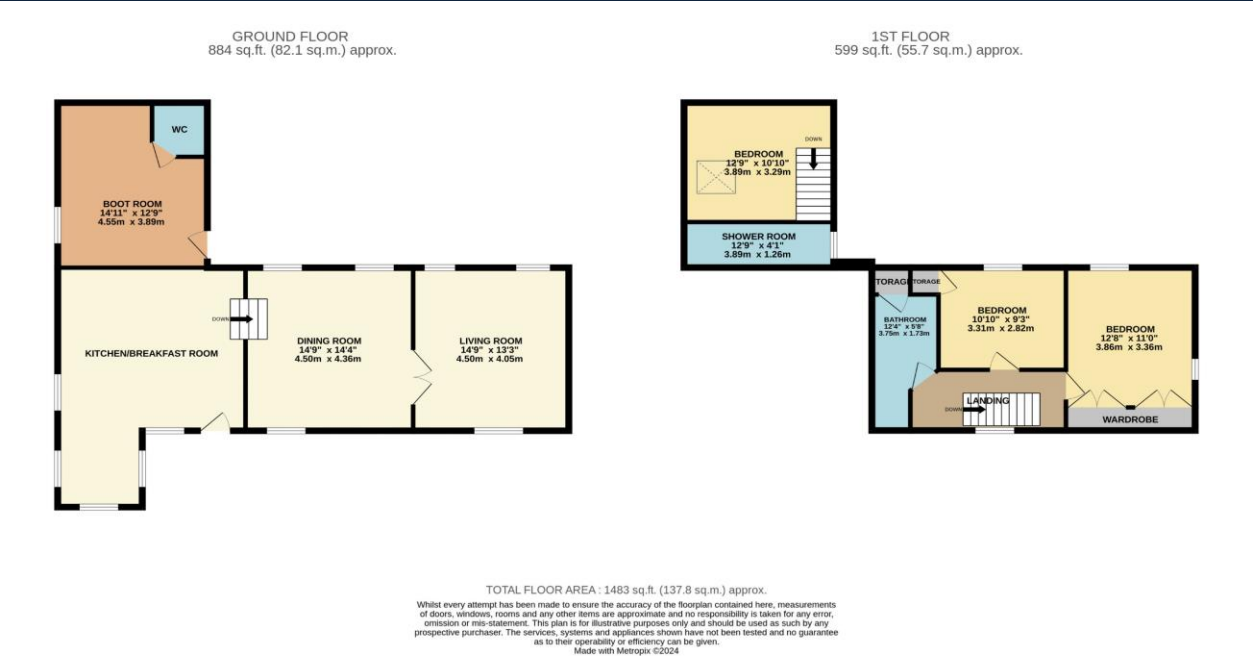 GROUND FLOOR
884 sq.ft. (82.1 sq.m.) approx.
WC
BOOT ROOM
14'11" x 12'9"
4.55m x 3.89m
DOWN
KITCHEN/BREAKFAST ROOM
DINING ROOM
14'9" x 14'4"
4.50m x 4.36m
LIVING ROOM
14'9" x 13'3"
4.50m x 4.05m
1ST FLOOR
599 sq.ft. (55.7 sq.m.) approx.
DOWN
BEDROOM
12'9" x 10'10"
3.89m x 3.29m
SHOWER ROOM
12'9" x 4'1"
3.89m x 1.26m
TORAGE
TORAGE
BATHROOM
12'4" x 5'8"
3.75m x 1.73m
BEDROOM
10'10" x 9'3"
3.31m x 2.82m
BEDROOM
12'8" x 11'0"
3.86m x 3.36m
LANDING
DOWN
WARDROBE
TOTAL FLOOR AREA : 1483 sq.ft. (137.8 sq.m.) approx.
Whilst every attempt has been made to ensure the accuracy of the floorplan contained here, measurements
of doors, windows, rooms and any other items are approximate and no responsibility is taken for any error,
omission or mis-statement. This plan is for illustrative purposes only and should be used as such by any
prospective purchaser. The services, systems and appliances shown have not been tested and no guarantee
as to their operability or efficiency can be given.
Made with Metropix ©2024